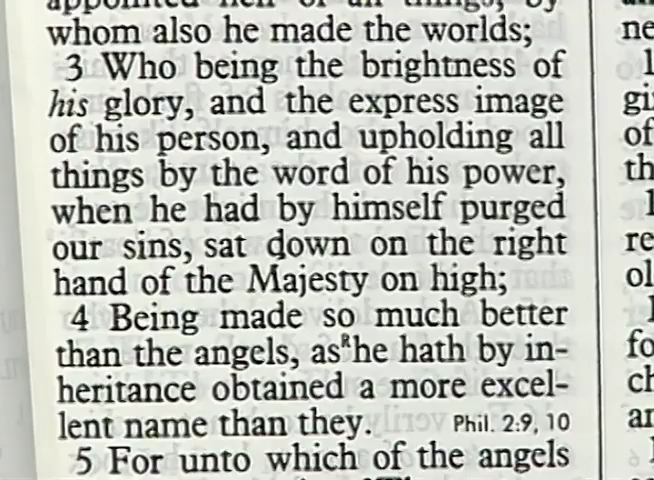 appointed heir of all things, by
whom also he made the worlds;
3 Who being the brightness of
his glory, and the express image
of his person, and upholding all
things by the word of his power,
when he had by himself purged
our sins, sat down on the right
hand of the Majesty on high;
4 Being made so much better
than the angels, as ᴿhe hath by in-
heritance obtained a more excel-
lent name than they. Phil. 2:9, 10
5 For unto which of the angels